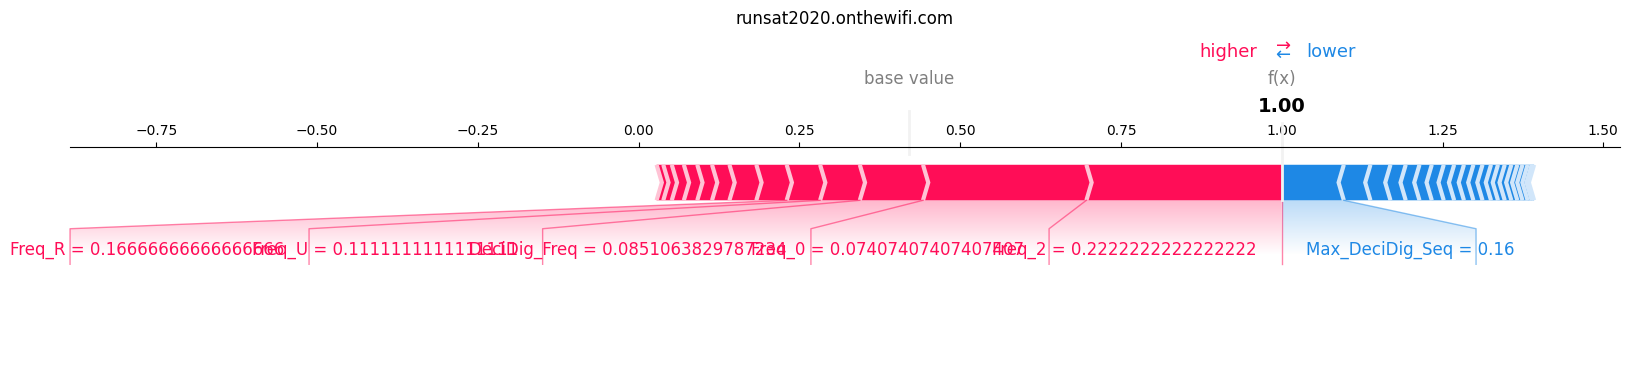 runsat2020.onthewifi.com
higher ⇄ lower
base value f(x)
1.00
−0.75 −0.50 −0.25 0.00 0.25 0.50 0.75 1.00 1.25 1.50
Freq_R = 0.16666666666666666 Freq_U = 0.1111111111111111 DeciDig_Freq = 0.0851063829787234 Freq_0 = 0.07407407407407407 Freq_2 = 0.2222222222222222 Max_DeciDig_Seq = 0.16